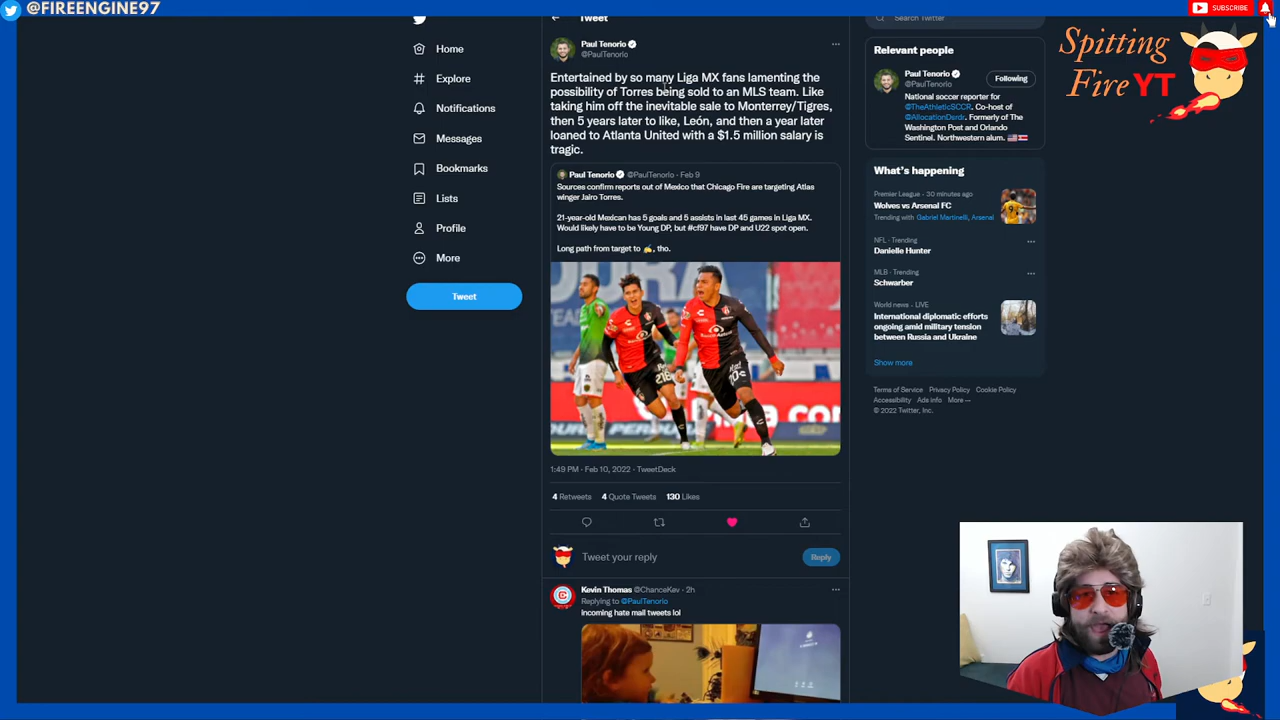 @FIREENGINE97
SUBSCRIBE
Tweet
Search Twitter
Home
Explore
Notifications
Messages
Bookmarks
Lists
Profile
More
Tweet
Paul Tenorio
@PaulTenorio
Entertained by so many Liga MX fans lamenting the
possibility of Torres being sold to an MLS team. Like
taking him off the inevitable sale to Monterrey/Tigres,
then 5 years later to like, León, and then a year later
loaned to Atlanta United with a $1.5 million salary is
tragic.
Paul Tenorio @PaulTenorio · Feb 9
Sources confirm reports out of Mexico that Chicago Fire are targeting Atlas
winger Jairo Torres.
21-year-old Mexican has 5 goals and 5 assists in last 45 games in Liga MX.
Would likely have to be Young DP, but #cf97 have DP and U22 spot open.
Long path from target to ✍️, tho.
1:49 PM · Feb 10, 2022 · TweetDeck
4 Retweets 4 Quote Tweets 130 Likes
Tweet your reply
Reply
Kevin Thomas @ChanceKev · 2h
Replying to @PaulTenorio
Incoming hate mail tweets lol
Relevant people
Paul Tenorio
@PaulTenorio
Following
National soccer reporter for
@TheAthleticSCCR. Co-host of
@AllocationDsrdr. Formerly of The
Washington Post and Orlando
Sentinel. Northwestern alum. 🇺🇸🇨🇷
What's happening
Premier League · 30 minutes ago
Wolves vs Arsenal FC
Trending with Gabriel Martinelli, Arsenal
NFL · Trending
Danielle Hunter
MLB · Trending
Schwarber
World news · LIVE
International diplomatic efforts
ongoing amid military tension
between Russia and Ukraine
Show more
Terms of Service Privacy Policy Cookie Policy
Accessibility Ads info More ···
© 2022 Twitter, Inc.
Spitting
Fire YT